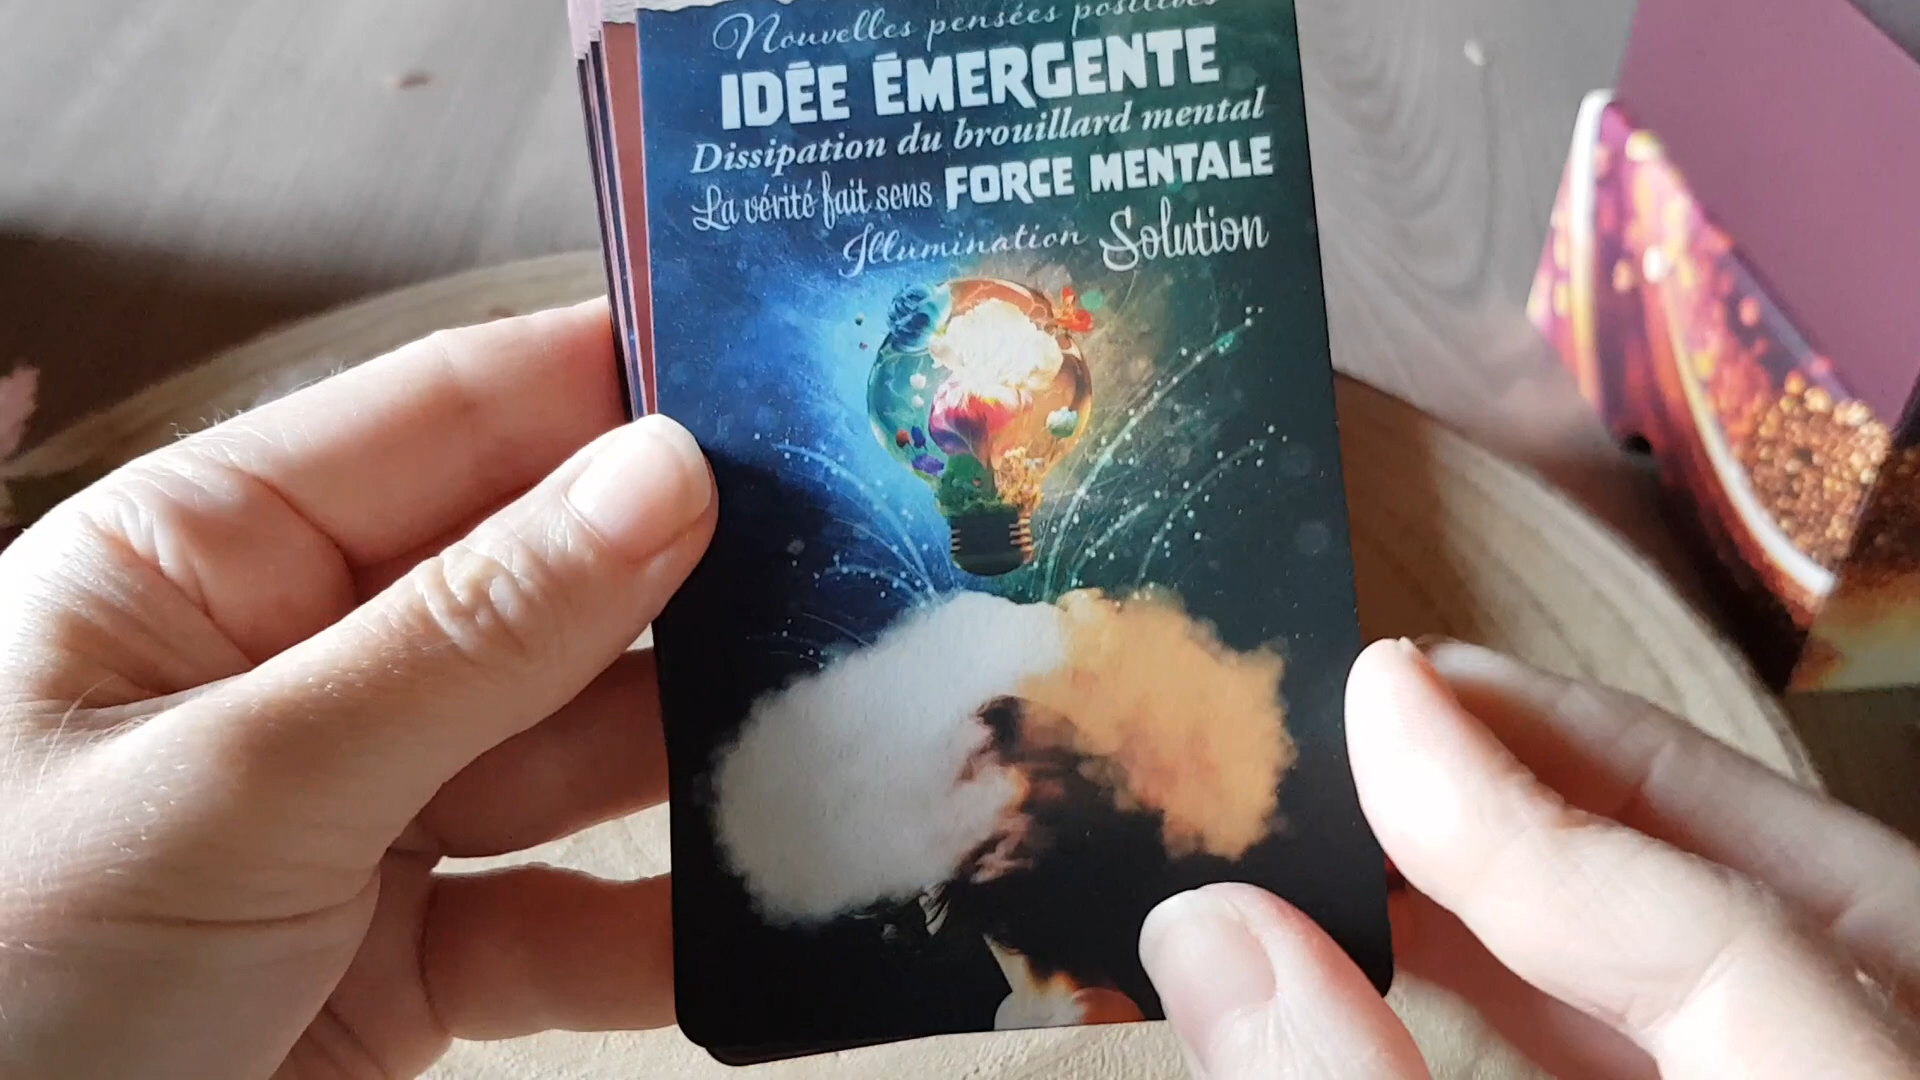 Nouvelles pensées positives
IDÉE ÉMERGENTE
Dissipation du brouillard mental
La vérité fait sens FORCE MENTALE
Illumination Solution